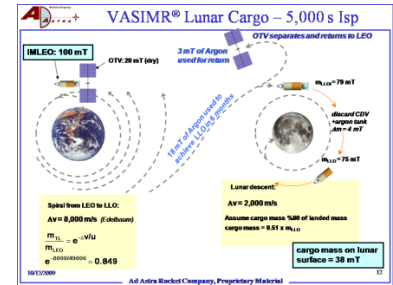 Ad Astra
VASIMR® Lunar Cargo – 5,000 s Isp
OTV separates and returns to LEO
IMLEO: 100 mT
OTV: 20 mT (dry)
3 mT of Argon
used for return
18 mT of Argon used to
achieve LLO in 6 months
mLLOi= 79 mT
discard CDV
+argon tank
Δm = 4 mT
mLLO= 75 mT
Spiral from LEO to LLO:
Δv = 8,000 m/s (Edelbaum)
= e-Δv/u
mLEO
e-8000/49000 = 0.849
Lunar descent:
Δv = 2,000 m/s
Assume cargo mass %80 of landed mass
cargo mass = 0.51 x mLLO
cargo mass on lunar
surface = 38 mT
10/12/2009
Ad Astra Rocket Company, Proprietary Material
12